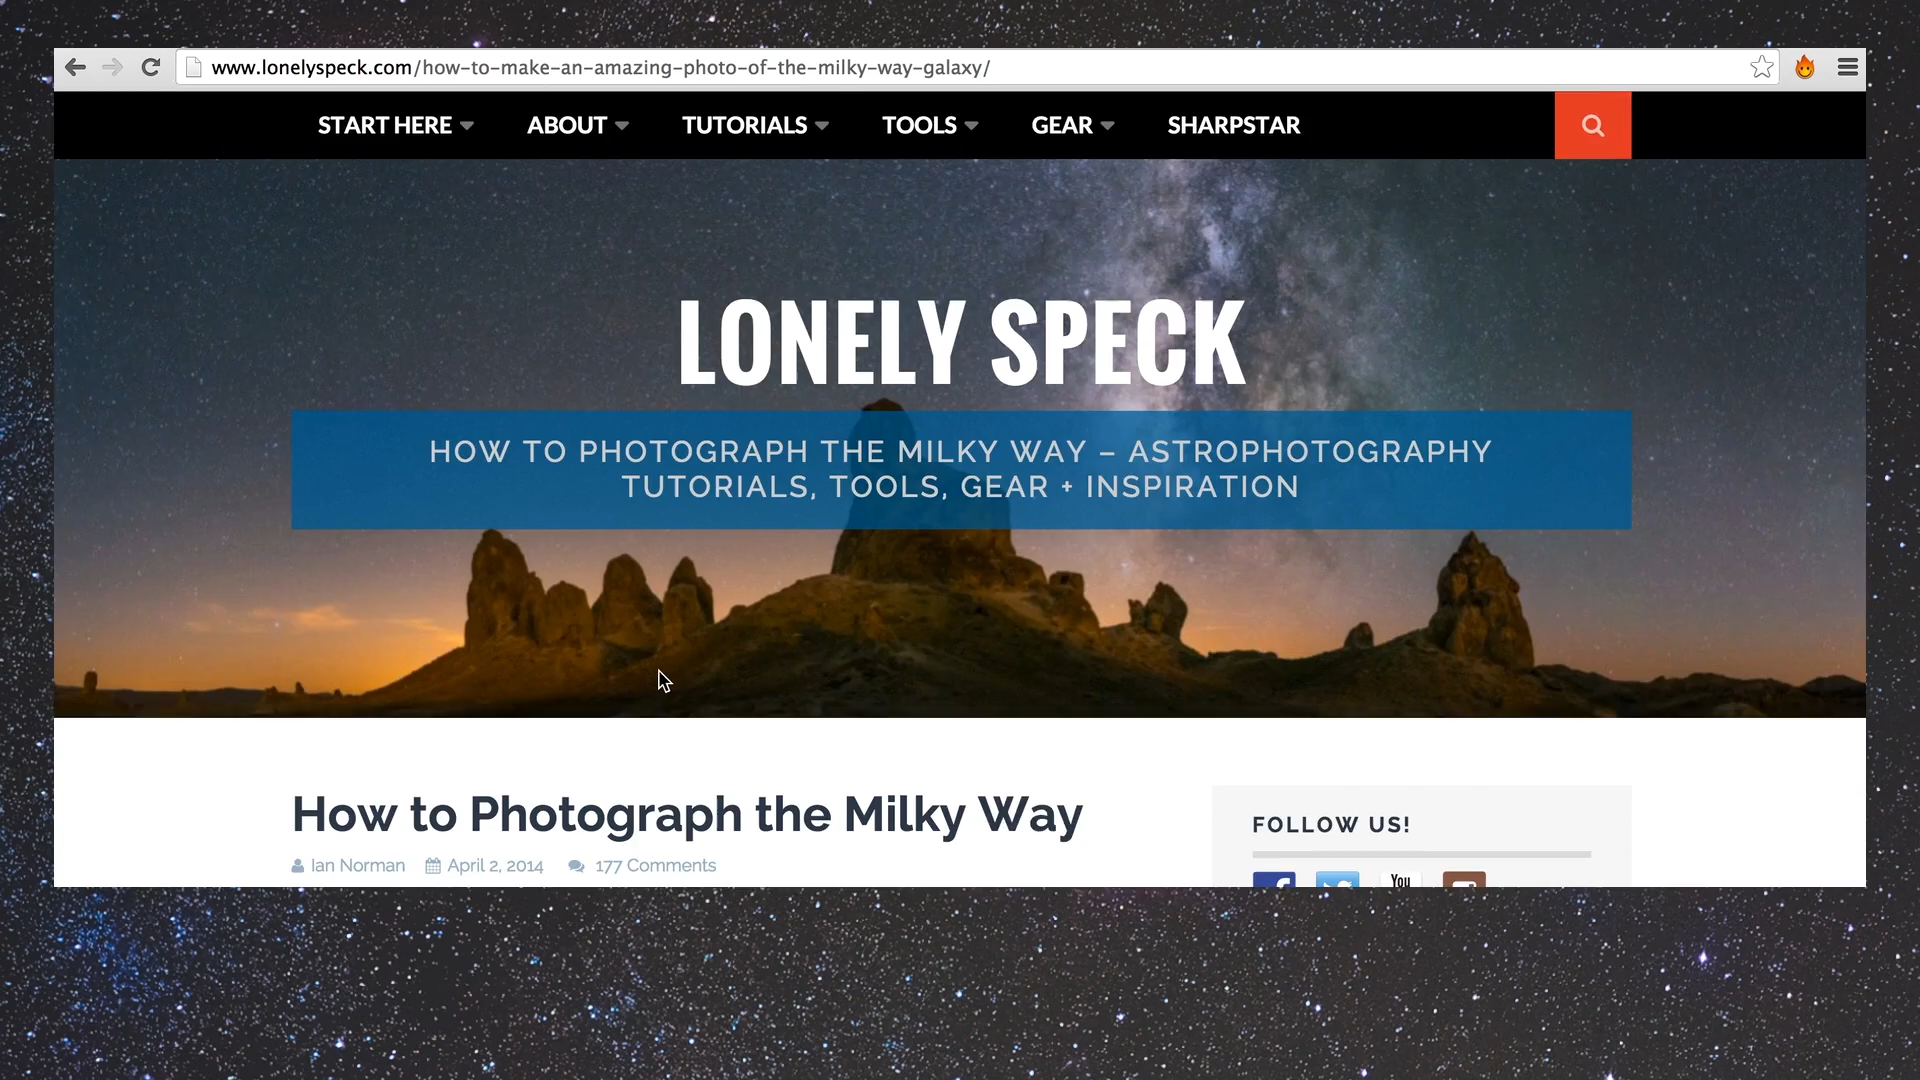 www.lonelyspeck.com/how-to-make-an-amazing-photo-of-the-milky-way-galaxy/
START HERE ABOUT TUTORIALS TOOLS GEAR SHARPSTAR
LONELY SPECK
HOW TO PHOTOGRAPH THE MILKY WAY – ASTROPHOTOGRAPHY
TUTORIALS, TOOLS, GEAR + INSPIRATION
How to Photograph the Milky Way
Ian Norman April 2, 2014 177 Comments
FOLLOW US!
You